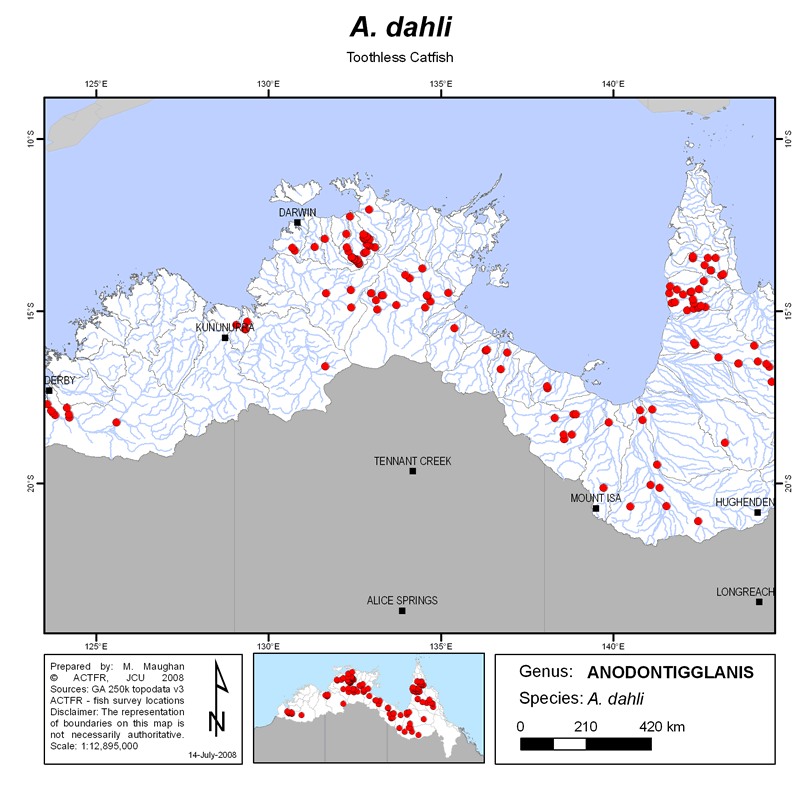 A. dahli
Toothless Catfish
125°E 130°E 135°E 140°E
10°S 10°S
DARWIN
15°S 15°S
KUNUNURRA
DERBY
TENNANT CREEK
20°S 20°S
MOUNT ISA
HUGHENDEN
LONGREACH
ALICE SPRINGS
125°E 130°E 135°E 140°E
Prepared by: M. Maughan
© ACTFR, JCU 2008
Sources: GA 250k topodata v3
ACTFR - fish survey locations
Disclaimer: The representation
of boundaries on this map is
not necessarily authoritative.
Scale: 1:12,895,000
N
14-July-2008
Genus: ANODONTIGGLANIS
Species: A. dahli
0 210 420 km